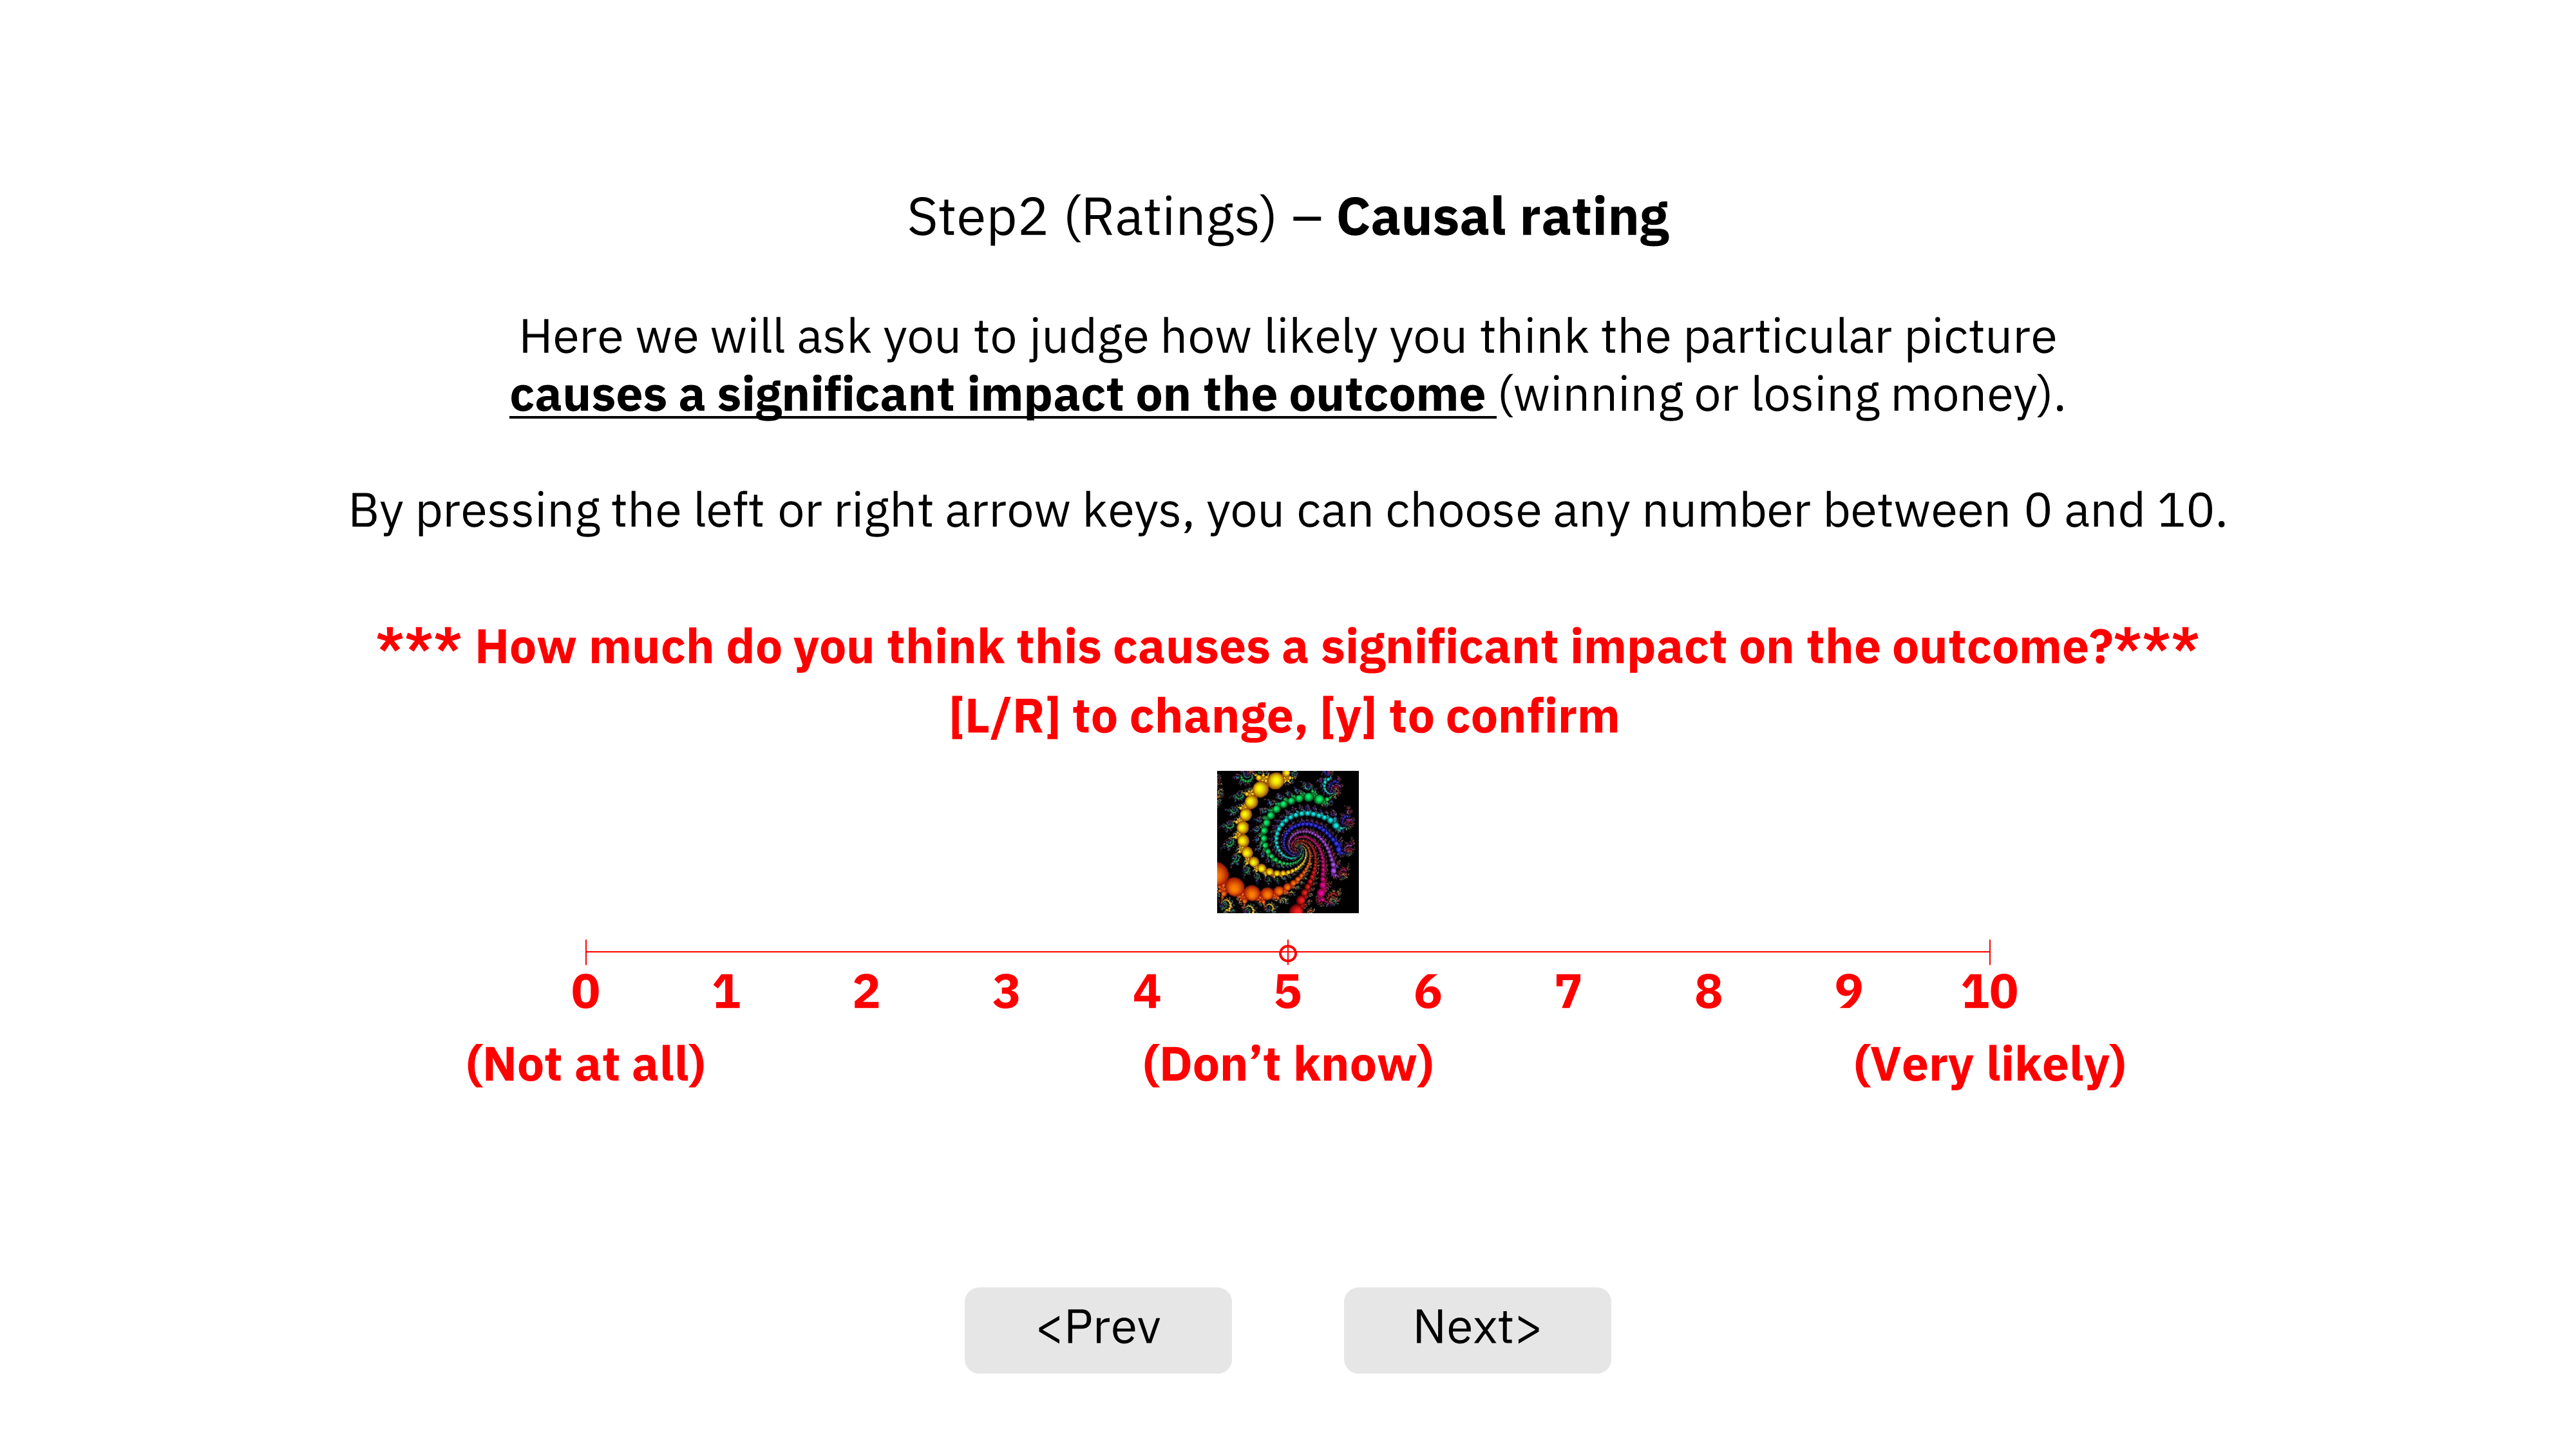 Step2 (Ratings) – Causal rating
Here we will ask you to judge how likely you think the particular picture
causes a significant impact on the outcome (winning or losing money).
By pressing the left or right arrow keys, you can choose any number between 0 and 10.
*** How much do you think this causes a significant impact on the outcome?***
[L/R] to change, [y] to confirm
0 1 2 3 4 5 6 7 8 9 10
(Not at all) (Don’t know) (Very likely)
<Prev Next>